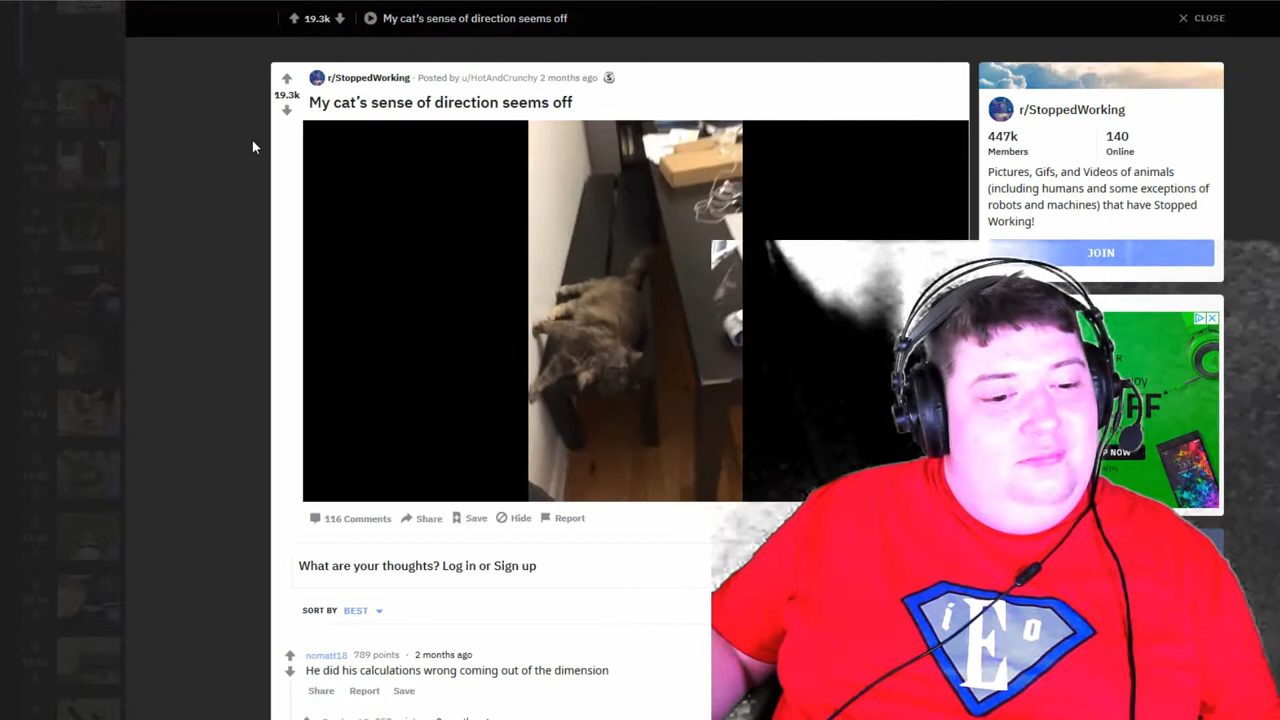 19.3k
My cat's sense of direction seems off
CLOSE
r/StoppedWorking · Posted by u/HotAndCrunchy 2 months ago
19.3k
My cat's sense of direction seems off
r/StoppedWorking
447k
140
Members
Online
Pictures, Gifs, and Videos of animals
(including humans and some exceptions of
robots and machines) that have Stopped
Working!
JOIN
i E O
116 Comments
Share
Save
Hide
Report
What are your thoughts? Log in or Sign up
SORT BY BEST
nomatt18 789 points · 2 months ago
He did his calculations wrong coming out of the dimension
Share
Report
Save